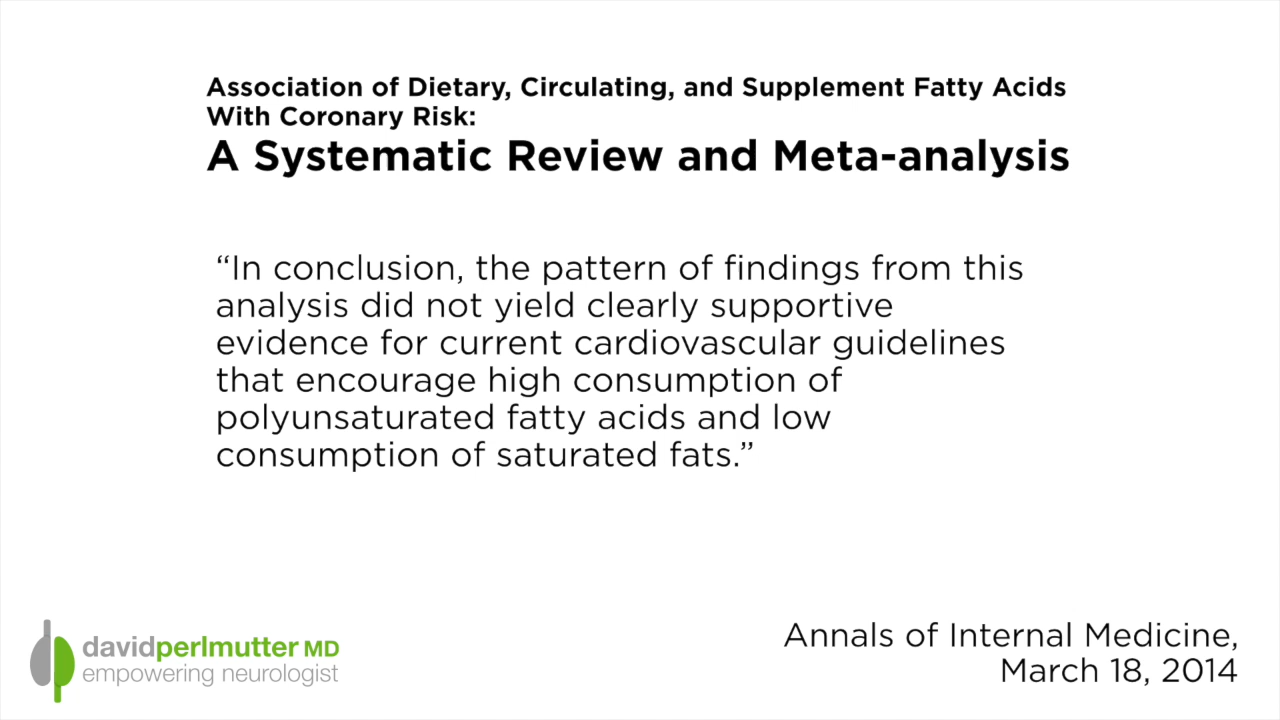 Association of Dietary, Circulating, and Supplement Fatty Acids
With Coronary Risk:
A Systematic Review and Meta-analysis
“In conclusion, the pattern of findings from this
analysis did not yield clearly supportive
evidence for current cardiovascular guidelines
that encourage high consumption of
polyunsaturated fatty acids and low
consumption of saturated fats.”
davidperlmutter MD
empowering neurologist
Annals of Internal Medicine,
March 18, 2014